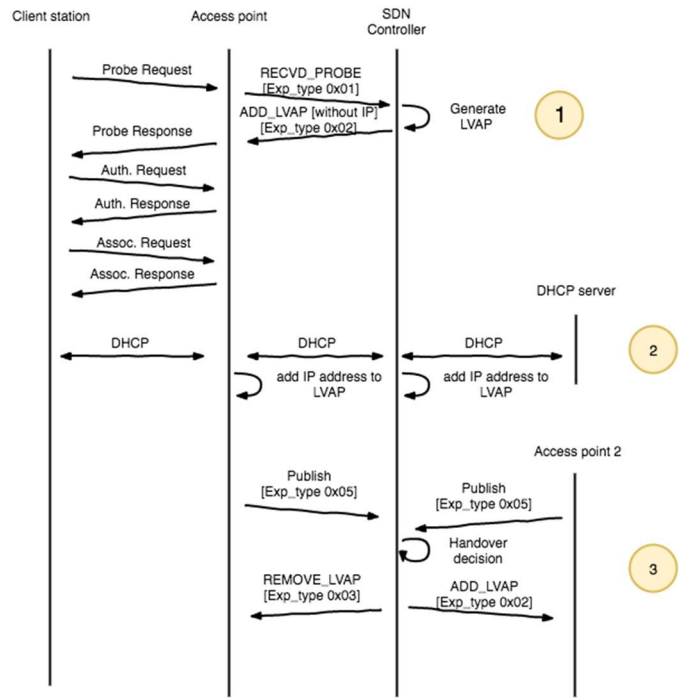 Client station
Access point
SDN
Controller
Probe Request
RECVD_PROBE
[Exp_type 0x01]
ADD_LVAP [without IP]
[Exp_type 0x02]
Generate
LVAP
1
Probe Response
Auth. Request
Auth. Response
Assoc. Request
Assoc. Response
DHCP server
DHCP
DHCP
DHCP
2
add IP address to
LVAP
add IP address to
LVAP
Access point 2
Publish
[Exp_type 0x05]
Publish
[Exp_type 0x05]
Handover
decision
3
REMOVE_LVAP
[Exp_type 0x03]
ADD_LVAP
[Exp_type 0x02]